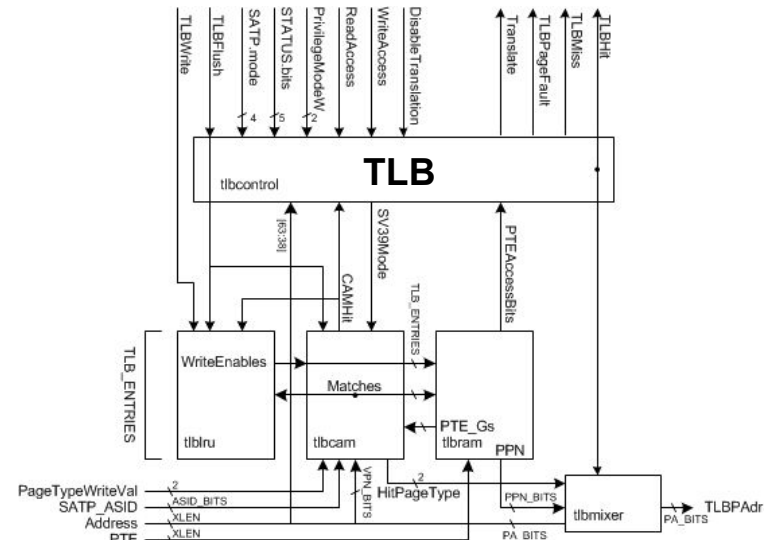 TLBWrite
TLBFlush
SATP.mode
STATUS.bits
PrivilegeModeW
ReadAccess
WriteAccess
DisableTranslation
Translate
TLBPageFault
TLBMiss
TLBHit
4
5
2
TLB
tlbcontrol
[63:38]
CAMHit
SV39Mode
TLB_ENTRIES
PTEAccessBits
TLB_ENTRIES
WriteEnables
Matches
tlblru
tlbcam
PTE_Gs
tlbram
PPN
PageTypeWriteVal
2
VPN_BITS
2
HitPageType
SATP_ASID
ASID_BITS
PPN_BITS
tlbmixer
TLBPAdr
PA_BITS
Address
XLEN
PA_BITS
PTE
XLEN